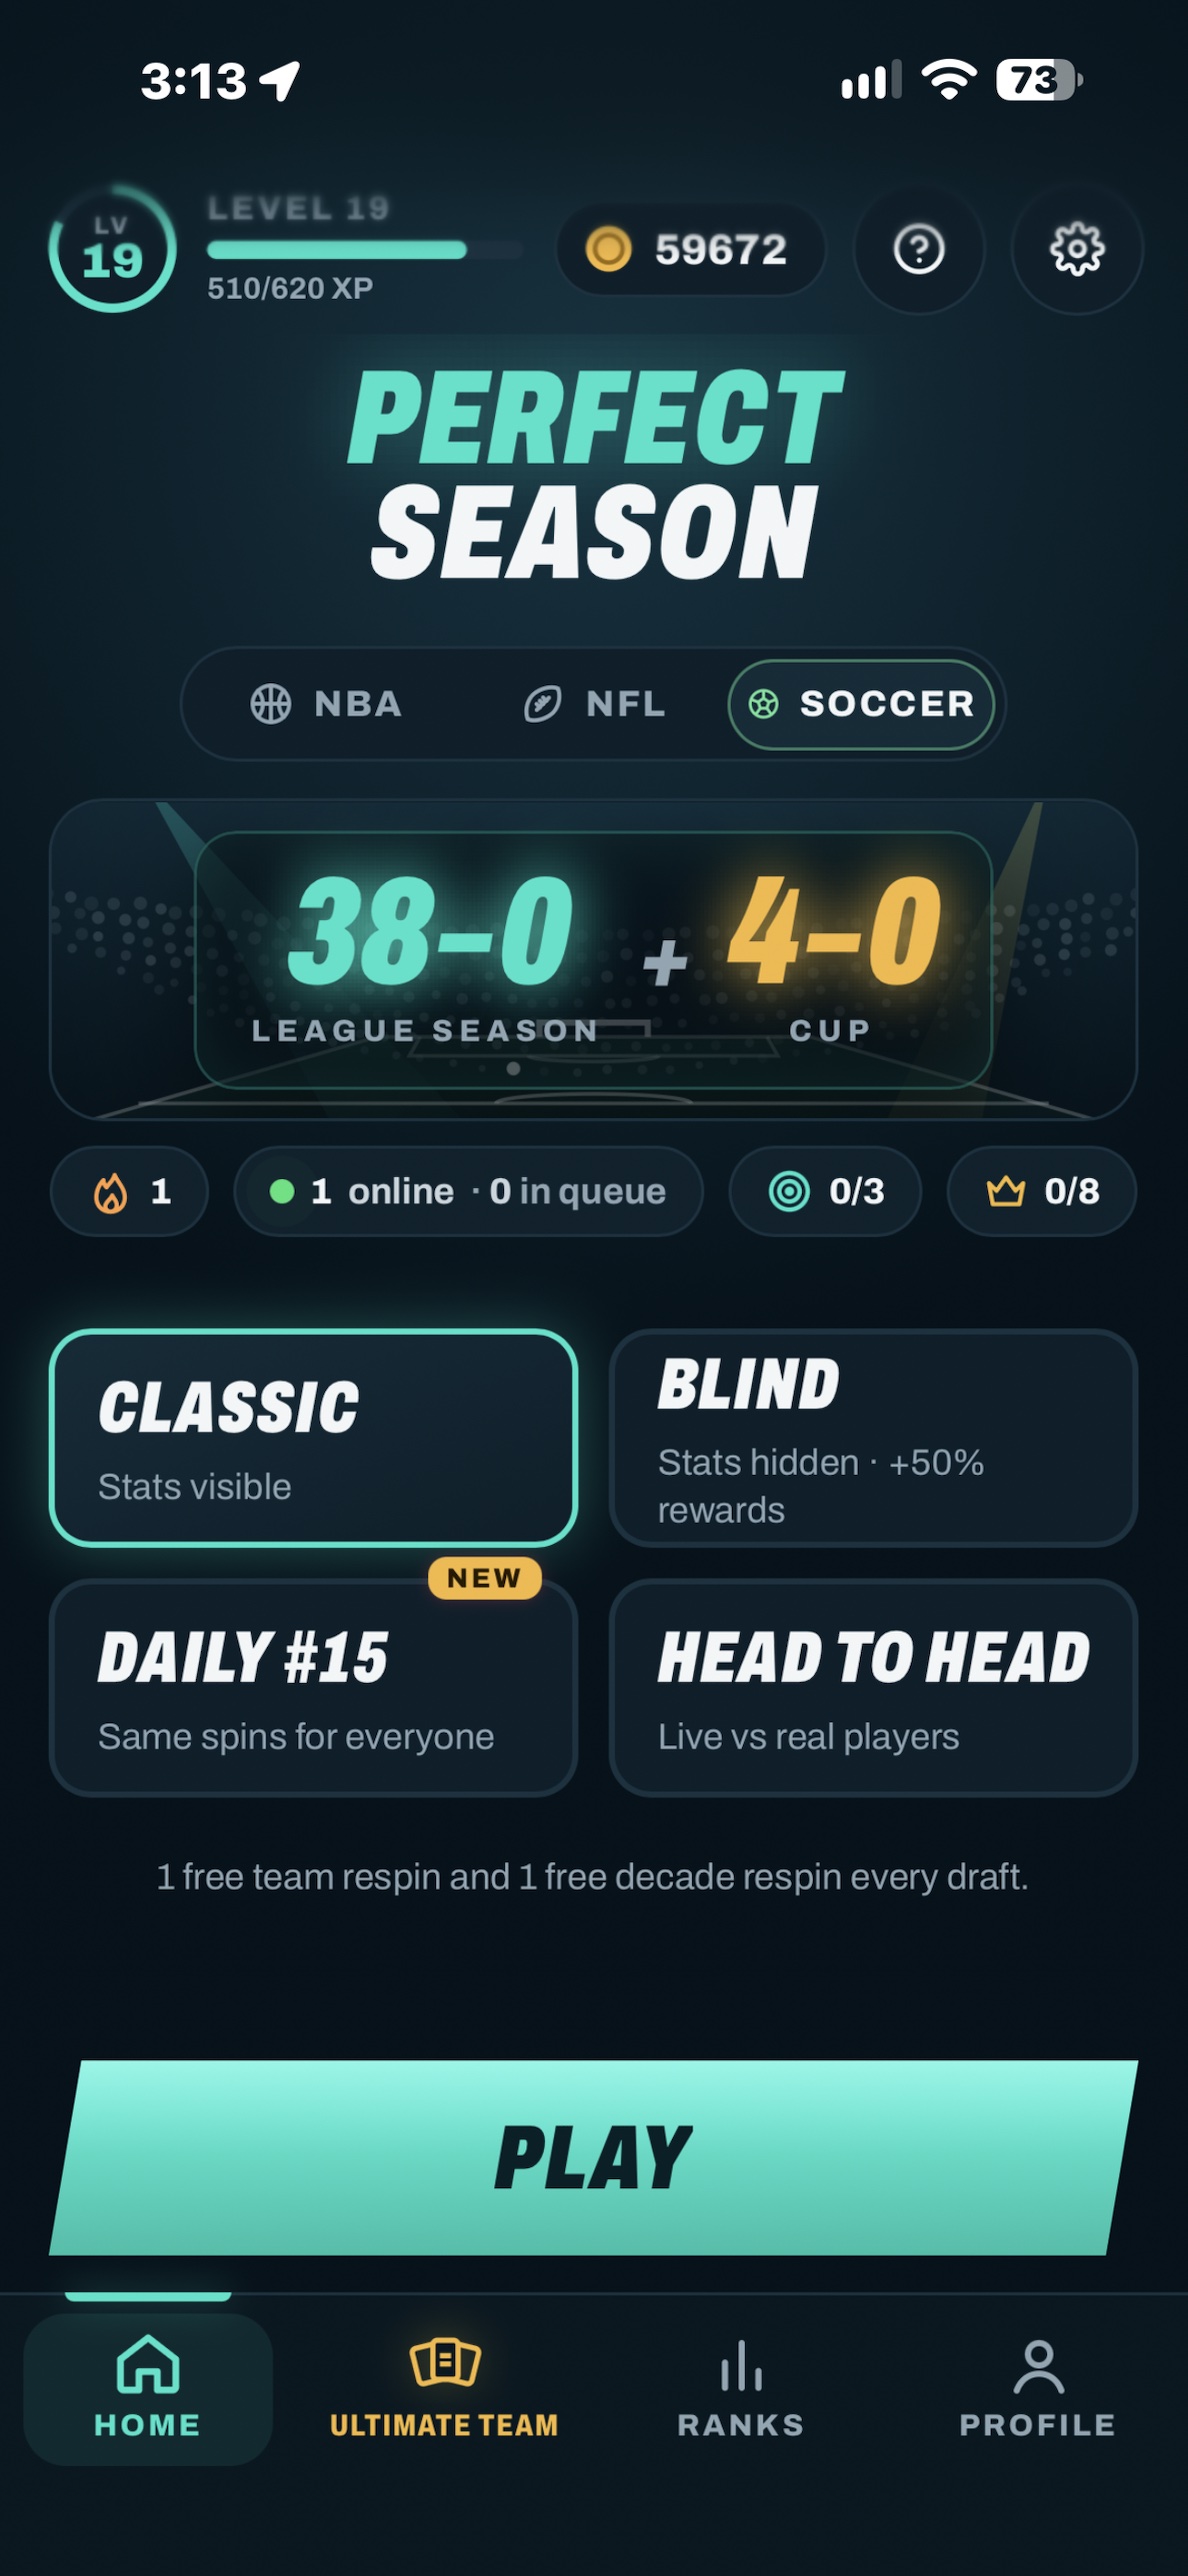 3:13
73
LV
19
LEVEL 19
510/620 XP
59672
PERFECT
SEASON
NBA
NFL
SOCCER
38–0
+
4–0
LEAGUE SEASON
CUP
1
1 online · 0 in queue
0/3
0/8
CLASSIC
Stats visible
BLIND
Stats hidden · +50%
rewards
NEW
DAILY #15
Same spins for everyone
HEAD TO HEAD
Live vs real players
1 free team respin and 1 free decade respin every draft.
PLAY
HOME
ULTIMATE TEAM
RANKS
PROFILE